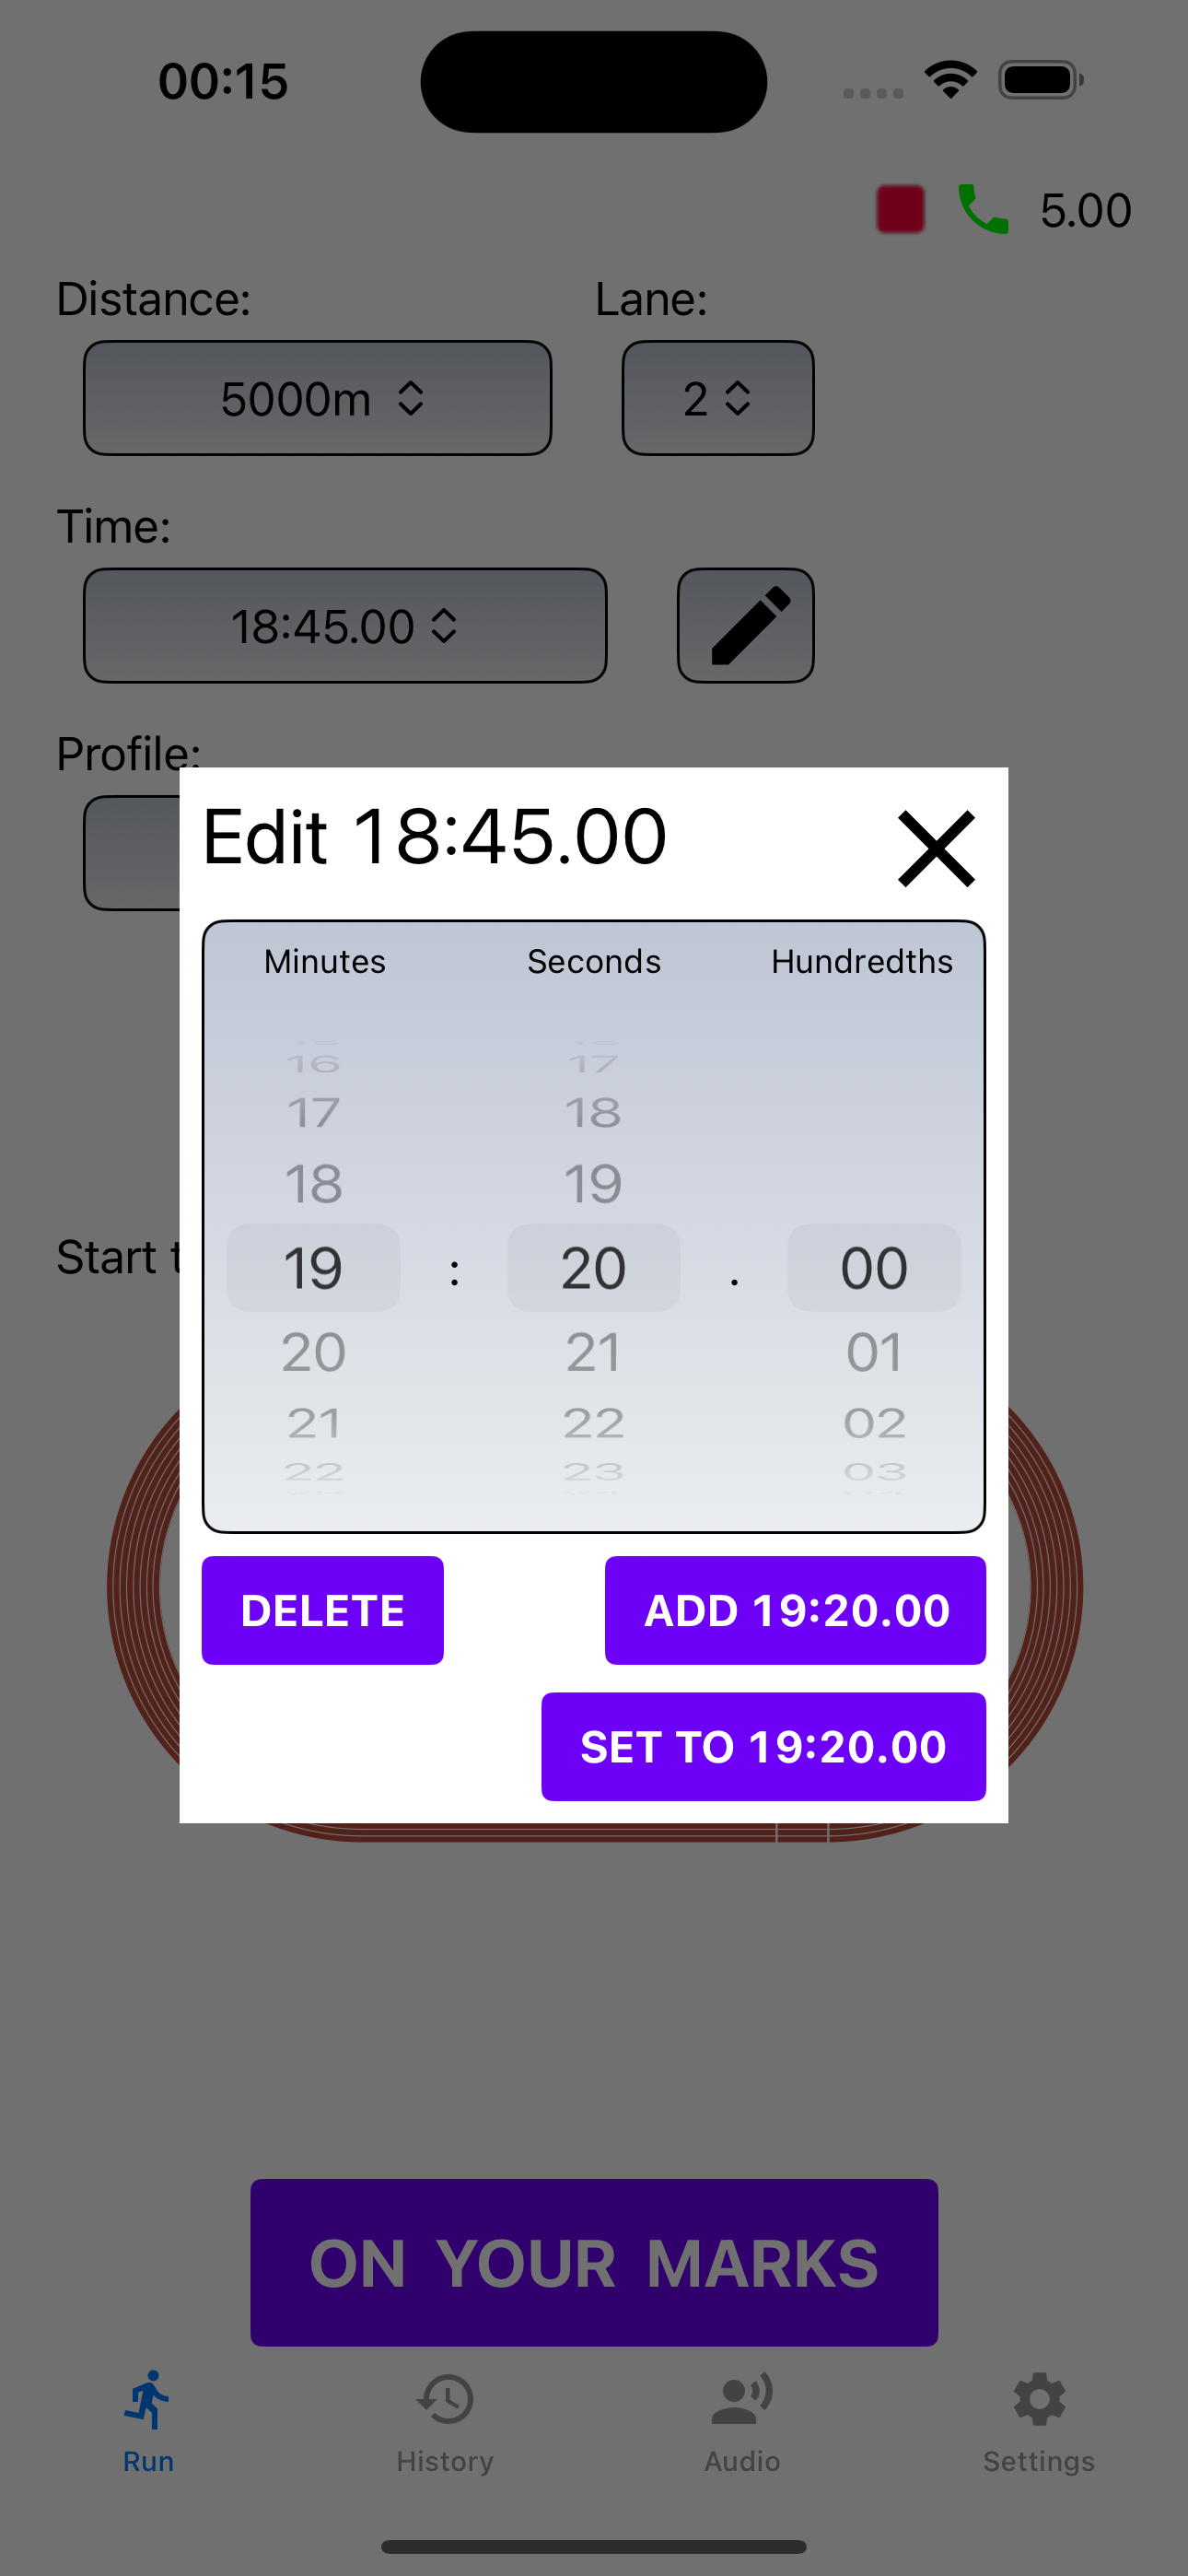 00:15
5.00
Distance: Lane:
5000m 2
Time:
18:45.00
Profile:
Edit 18:45.00
Minutes Seconds Hundredths
16 17
17 18
18 19
Start
19 : 20 . 00
20 21 01
21 22 02
22 23 03
DELETE ADD 19:20.00
SET TO 19:20.00
ON YOUR MARKS
Run History Audio Settings